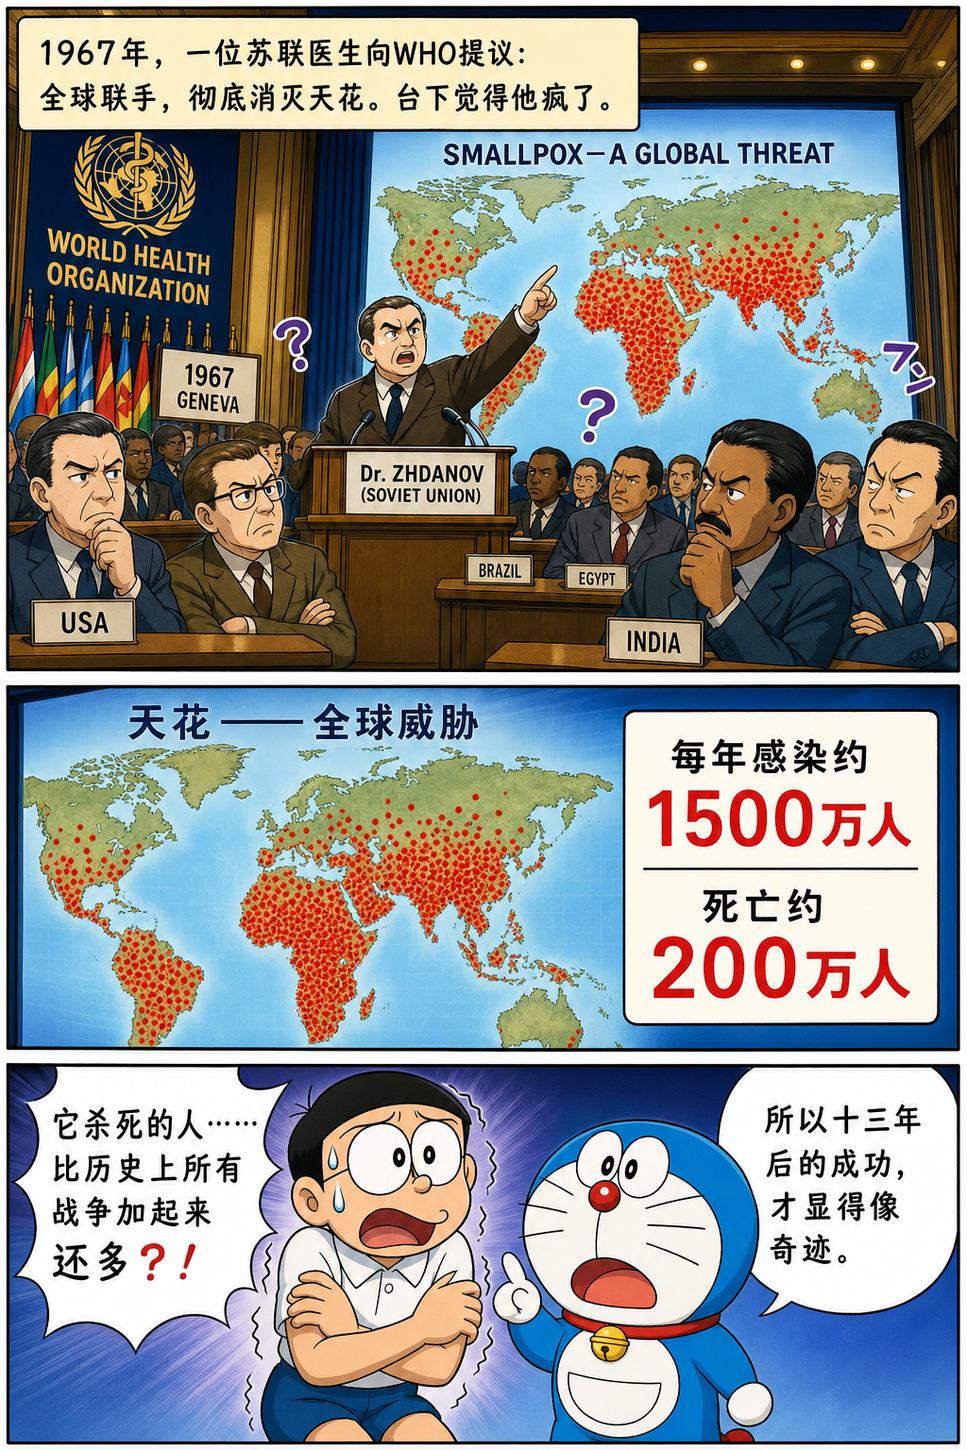 1967年，一位苏联医生向WHO提议：
全球联手，彻底消灭天花。台下觉得他疯了。
SMALLPOX—A GLOBAL THREAT
WORLD HEALTH
ORGANIZATION
1967
GENEVA
?
?
フン
Dr. ZHDANOV
(SOVIET UNION)
BRAZIL
EGYPT
USA
INDIA
天花——全球威胁
每年感染约
1500万人
死亡约
200万人
它杀死的人……
比历史上所有
战争加起来
还多？！
所以十三年
后的成功，
才显得像
奇迹。